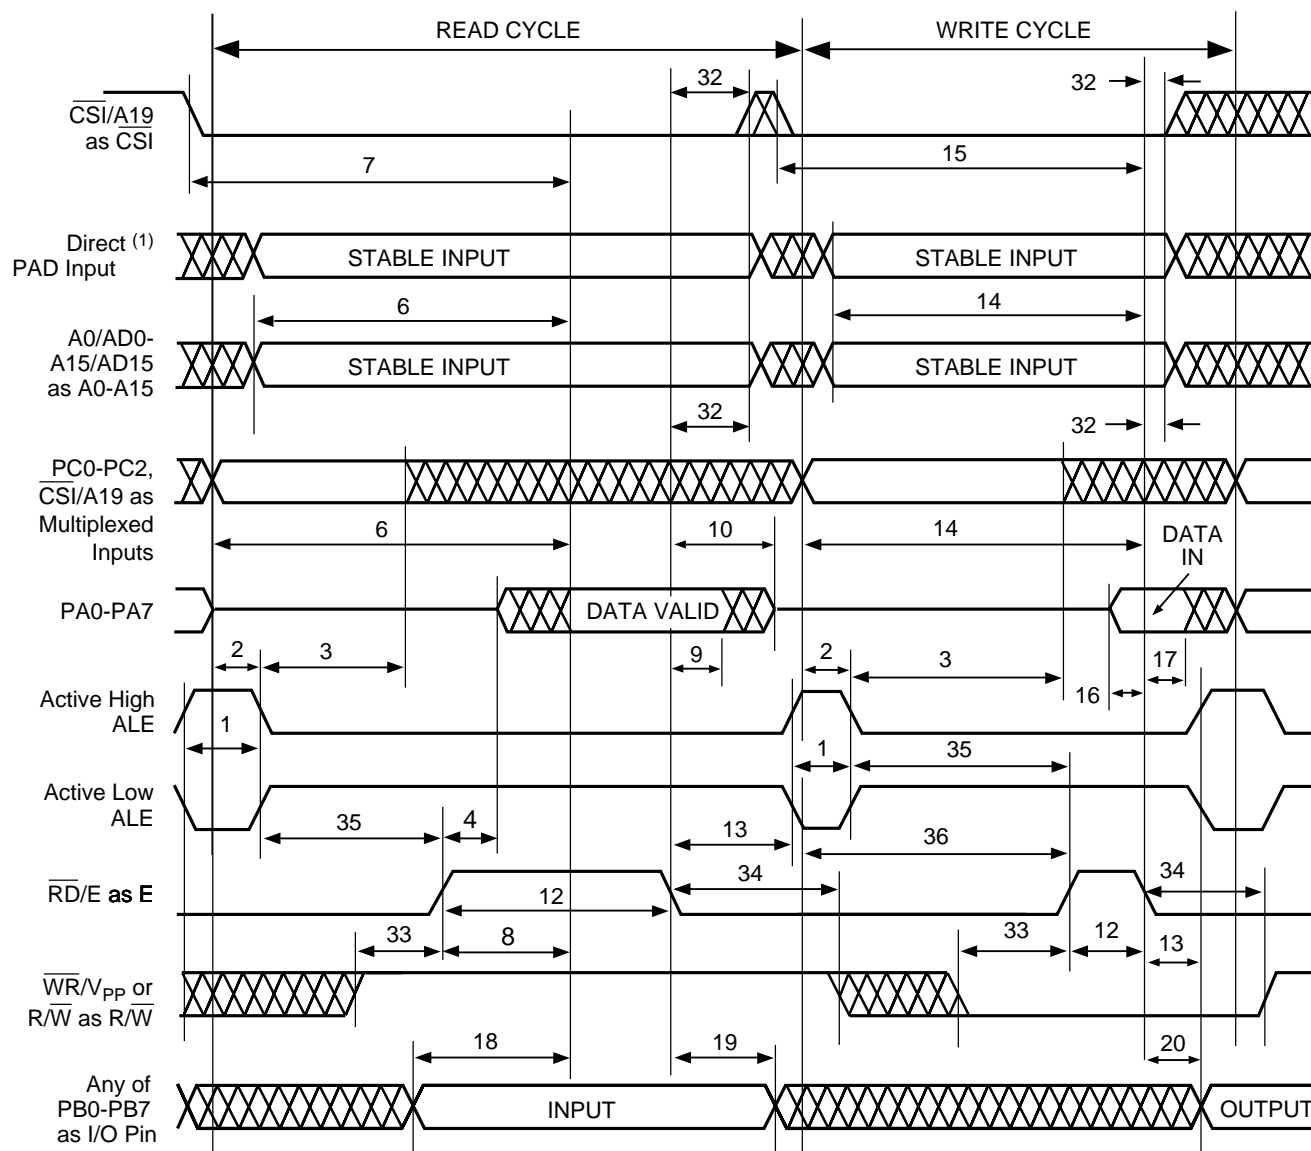 READ CYCLE
WRITE CYCLE
32
32
CSI/A19
as CSI
7
15
Direct (1)
PAD Input
STABLE INPUT
STABLE INPUT
6
14
A0/AD0-
A15/AD15
as A0-A15
STABLE INPUT
STABLE INPUT
32
32
PC0-PC2,
CSI/A19 as
Multiplexed
Inputs
6
10
14
DATA
IN
PA0-PA7
DATA VALID
2
3
9
2
3
16
17
Active High
ALE
1
1
35
Active Low
ALE
35
4
13
36
RD/E as E
12
34
34
33
8
33
12
13
WR/VPP or
R/W as R/W
18
19
20
Any of
PB0-PB7
as I/O Pin
INPUT
OUTPUT